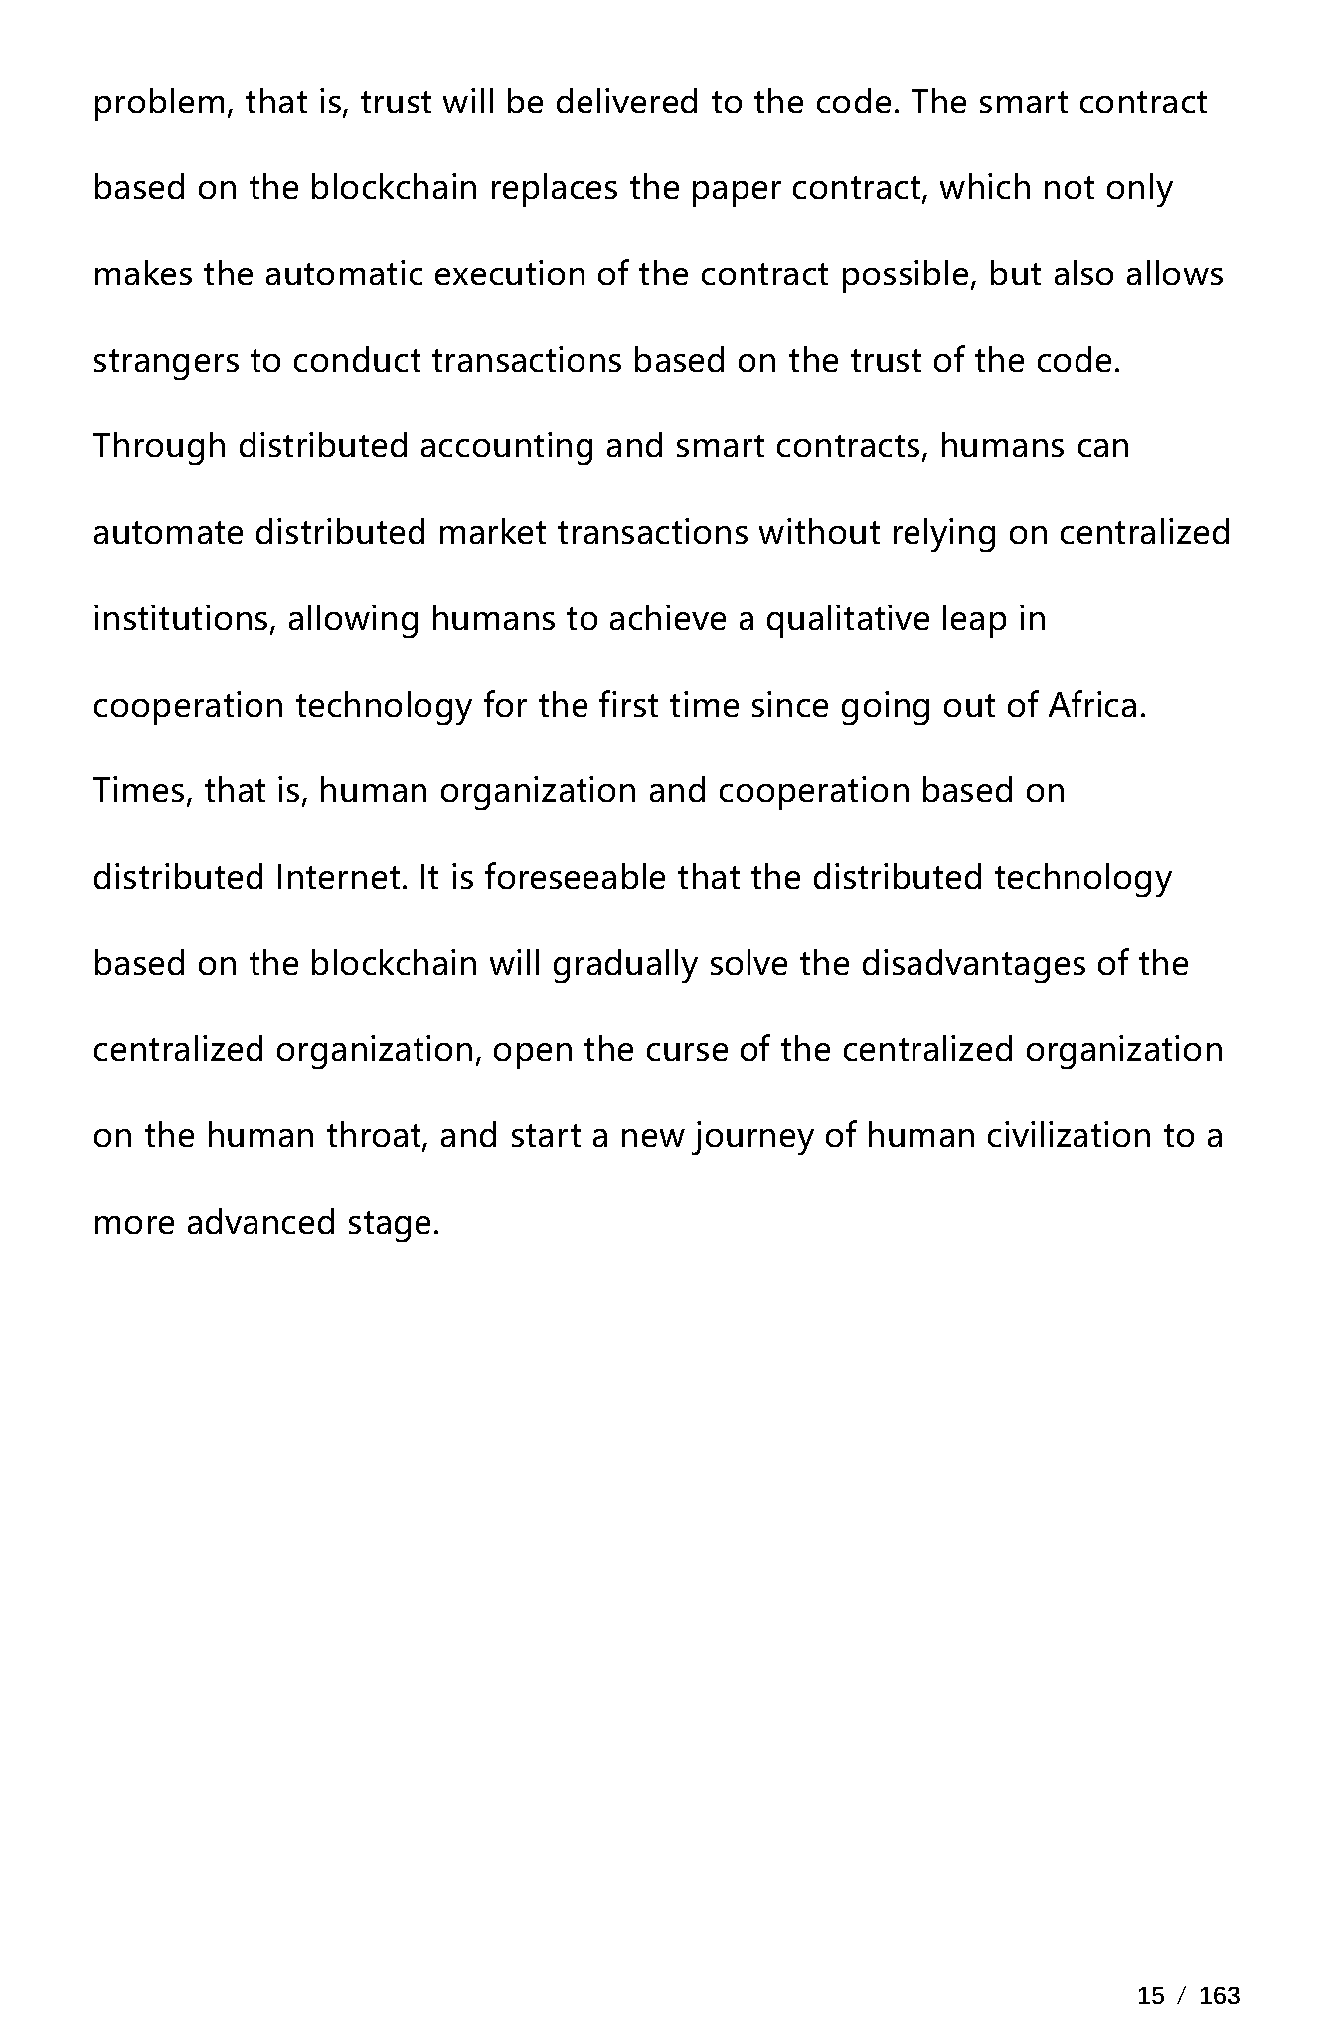 problem, that is, trust will be delivered to the code. The smart contract
based on the blockchain replaces the paper contract, which not only
makes the automatic execution of the contract possible, but also allows
strangers to conduct transactions based on the trust of the code.
Through distributed accounting and smart contracts, humans can
automate distributed market transactions without relying on centralized
institutions, allowing humans to achieve a qualitative leap in
cooperation technology for the first time since going out of Africa.
Times, that is, human organization and cooperation based on
distributed Internet. It is foreseeable that the distributed technology
based on the blockchain will gradually solve the disadvantages of the
centralized organization, open the curse of the centralized organization
on the human throat, and start a new journey of human civilization to a
more advanced stage.
15 / 163